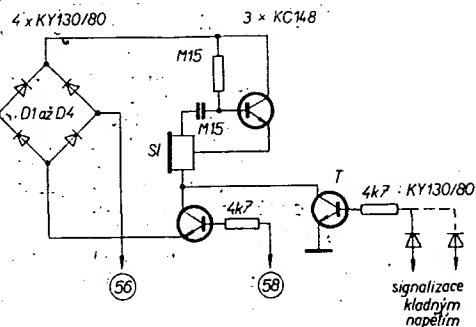 4 x KY130/80
3 × KC148
M15
D1 až D4
M15
Sl
T
4k7
4k7
KY130/80
56
58
signalizace
kladným
napětím